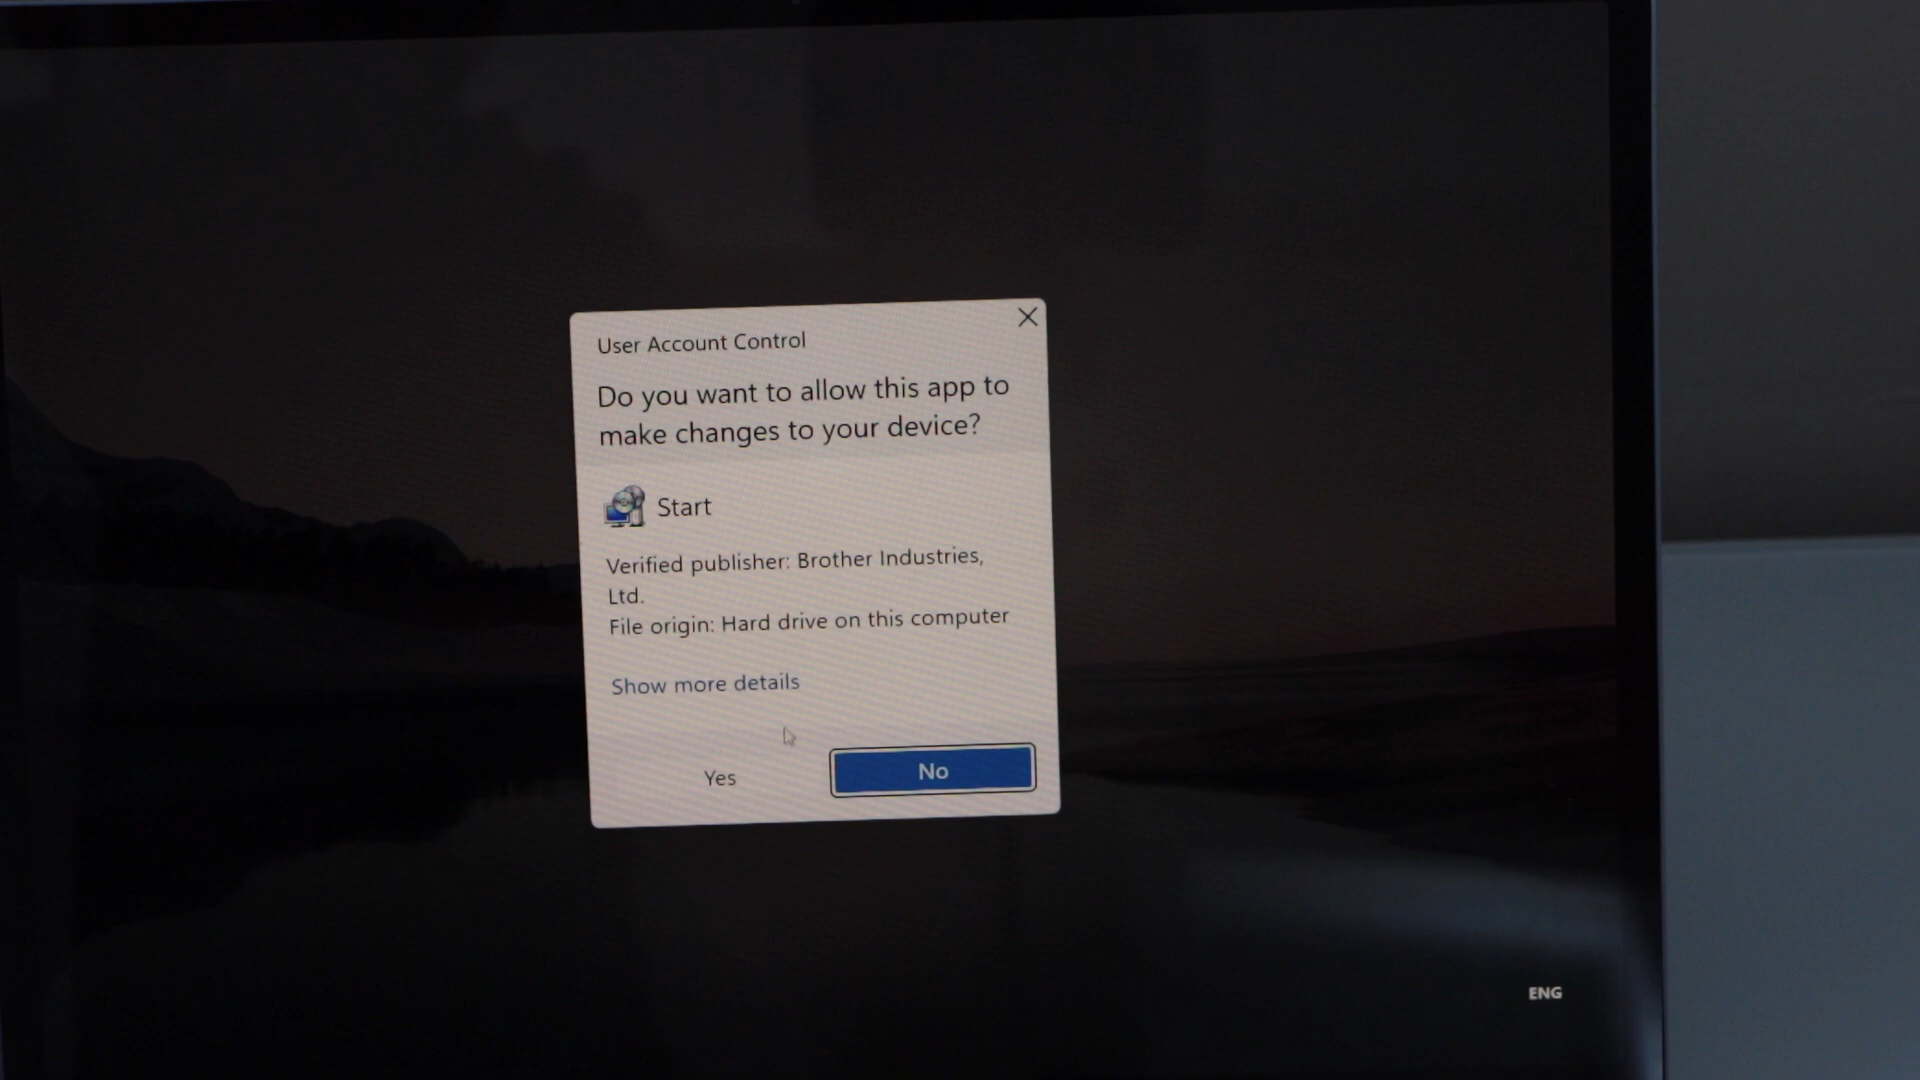 User Account Control
Do you want to allow this app to
make changes to your device?
Start
Verified publisher: Brother Industries,
Ltd.
File origin: Hard drive on this computer
Show more details
Yes
No
ENG